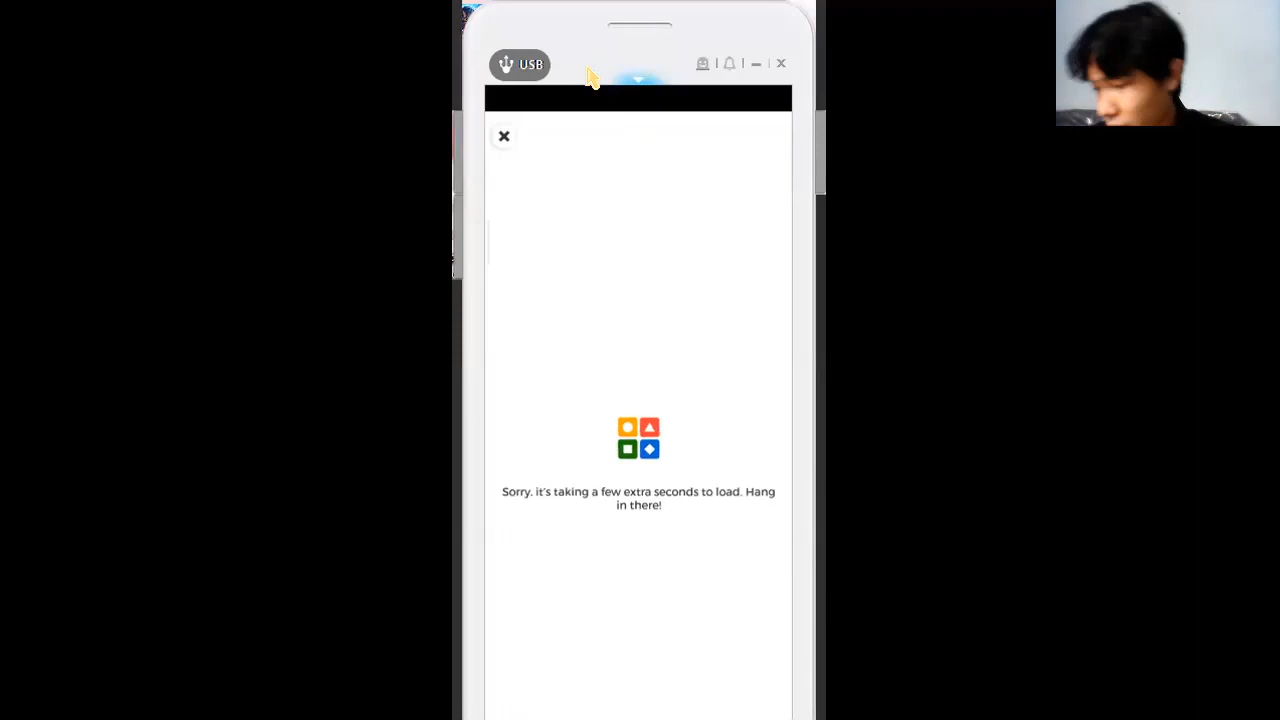 USB
Sorry, it's taking a few extra seconds to load. Hang
in there!